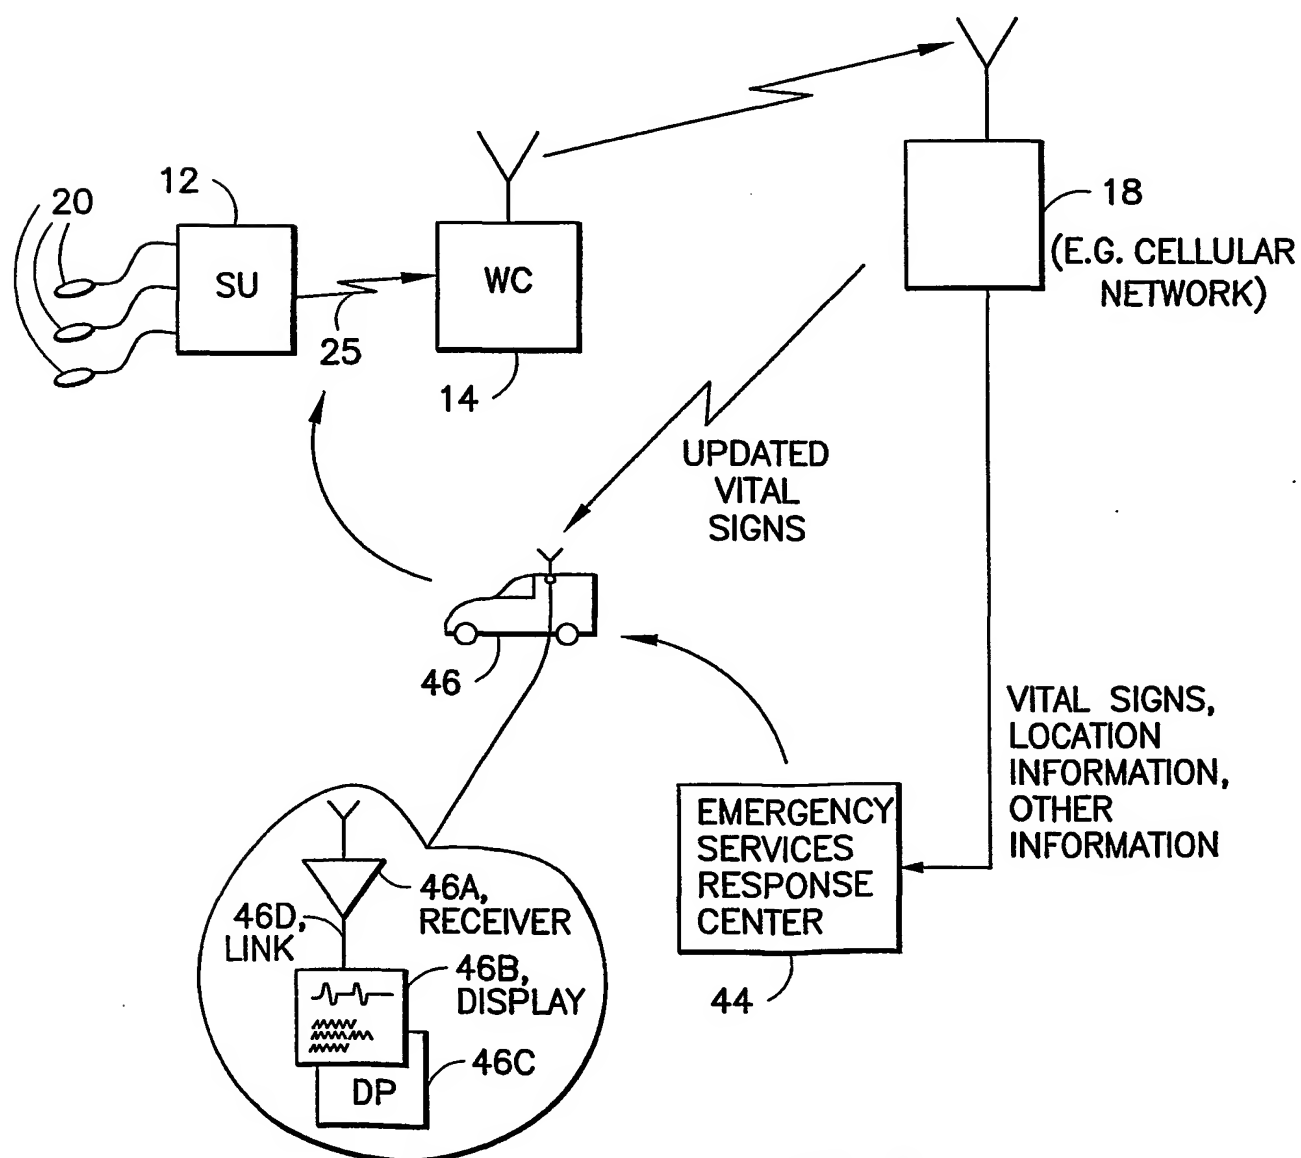 12
20
SU
25
WC
14
18
(E.G. CELLULAR
NETWORK)
UPDATED
VITAL
SIGNS
46
VITAL SIGNS,
LOCATION
INFORMATION,
OTHER
INFORMATION
EMERGENCY
SERVICES
RESPONSE
CENTER
44
46A,
RECEIVER
46D,
LINK
46B,
DISPLAY
46C
DP